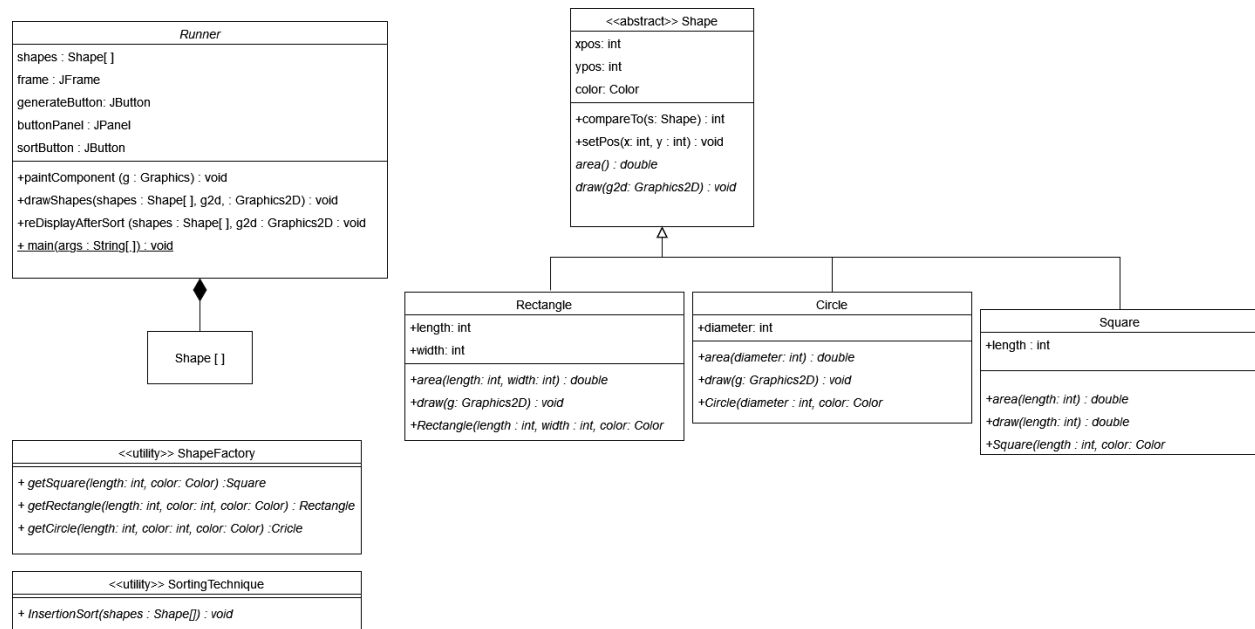 Runner
shapes : Shape[ ]
frame : JFrame
generateButton: JButton
buttonPanel : JPanel
sortButton : JButton
+paintComponent (g : Graphics) : void
+drawShapes(shapes : Shape[ ], g2d, : Graphics2D) : void
+reDisplayAfterSort (shapes : Shape[ ], g2d : Graphics2D : void
+ main(args : String[ ]) : void
Shape [ ]
<<utility>> ShapeFactory
+ getSquare(length: int, color: Color) :Square
+ getRectangle(length: int, color: int, color: Color) : Rectangle
+ getCircle(length: int, color: int, color: Color) :Cricle
<<utility>> SortingTechnique
+ InsertionSort(shapes : Shape[]) : void
<<abstract>> Shape
xpos: int
ypos: int
color: Color
+compareTo(s: Shape) : int
+setPos(x: int, y : int) : void
area() : double
draw(g2d: Graphics2D) : void
Rectangle
+length: int
+width: int
+area(length: int, width: int) : double
+draw(g: Graphics2D) : void
+Rectangle(length : int, width : int, color: Color
Circle
+diameter: int
+area(diameter: int) : double
+draw(g: Graphics2D) : void
+Circle(diameter : int, color: Color
Square
+length : int
+area(length: int) : double
+draw(length: int) : double
+Square(length : int, color: Color